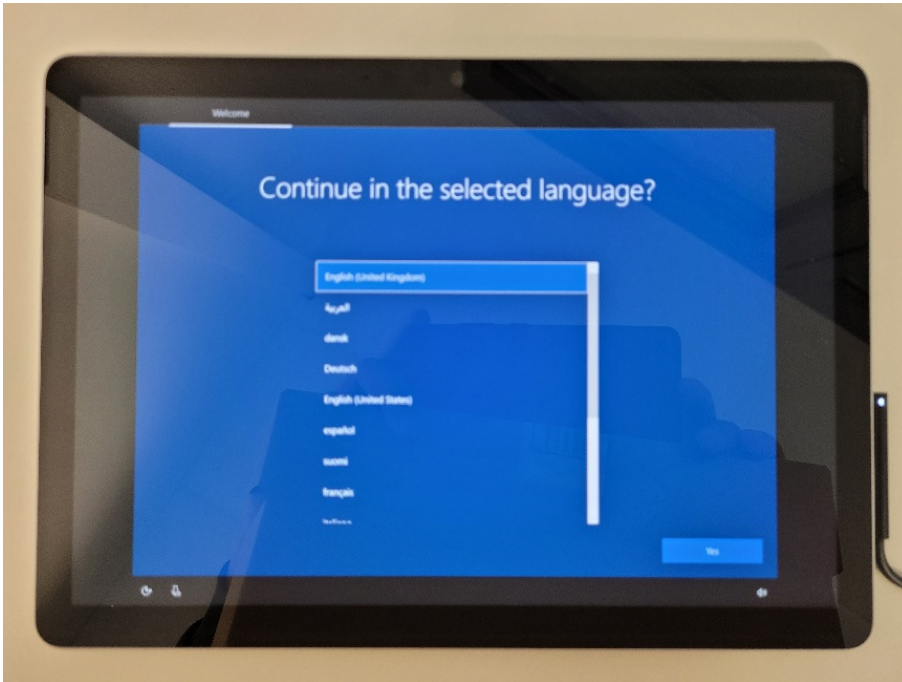 Welcome
Continue in the selected language?
English (United Kingdom)
العربية
dansk
Deutsch
English (United States)
español
suomi
français
Yes